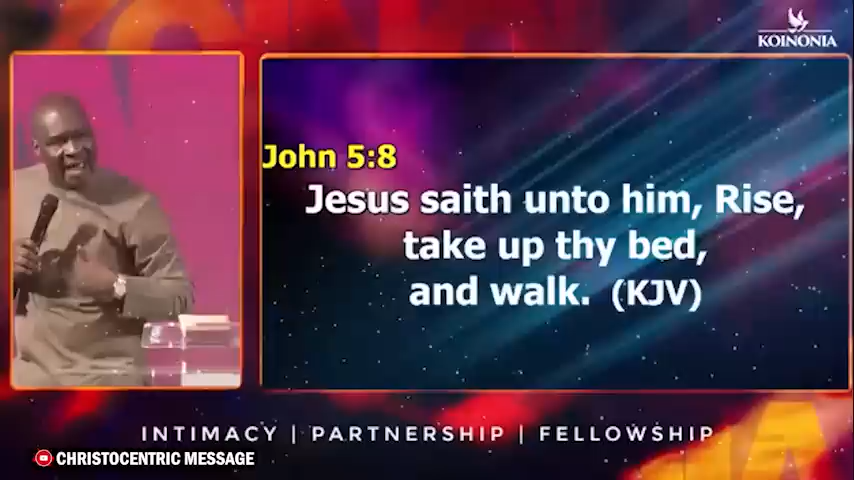 KOINONIA
John 5:8
Jesus saith unto him, Rise,
take up thy bed,
and walk. (KJV)
INTIMACY | PARTNERSHIP | FELLOWSHIP
CHRISTOCENTRIC MESSAGE